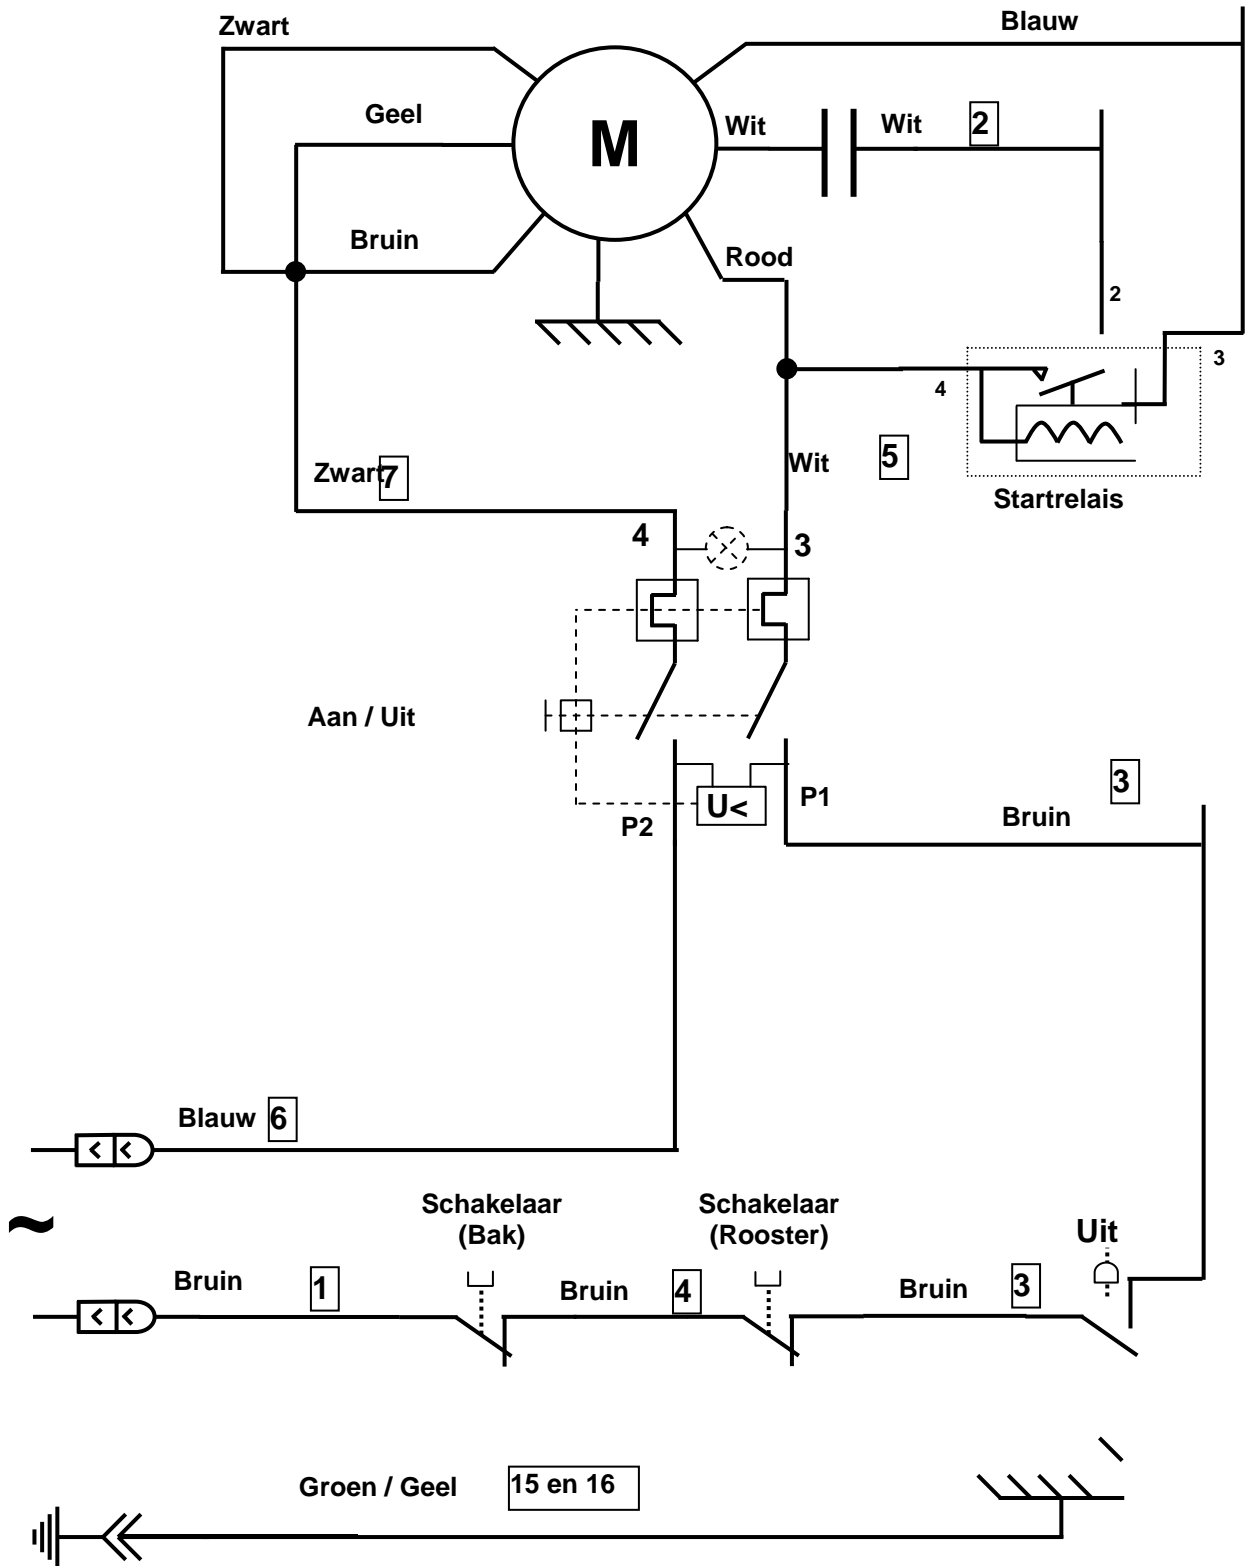 Zwart
Blauw
Geel
Wit
Wit
2
M
Bruin
Rood
2
3
4
Zwart
7
Wit
5
Startrelais
4
3
Aan / Uit
U<
P1
P2
3
Bruin
Blauw
6
Schakelaar
(Bak)
Schakelaar
(Rooster)
Uit
~
Bruin
1
Bruin
4
Bruin
3
Groen / Geel
15 en 16